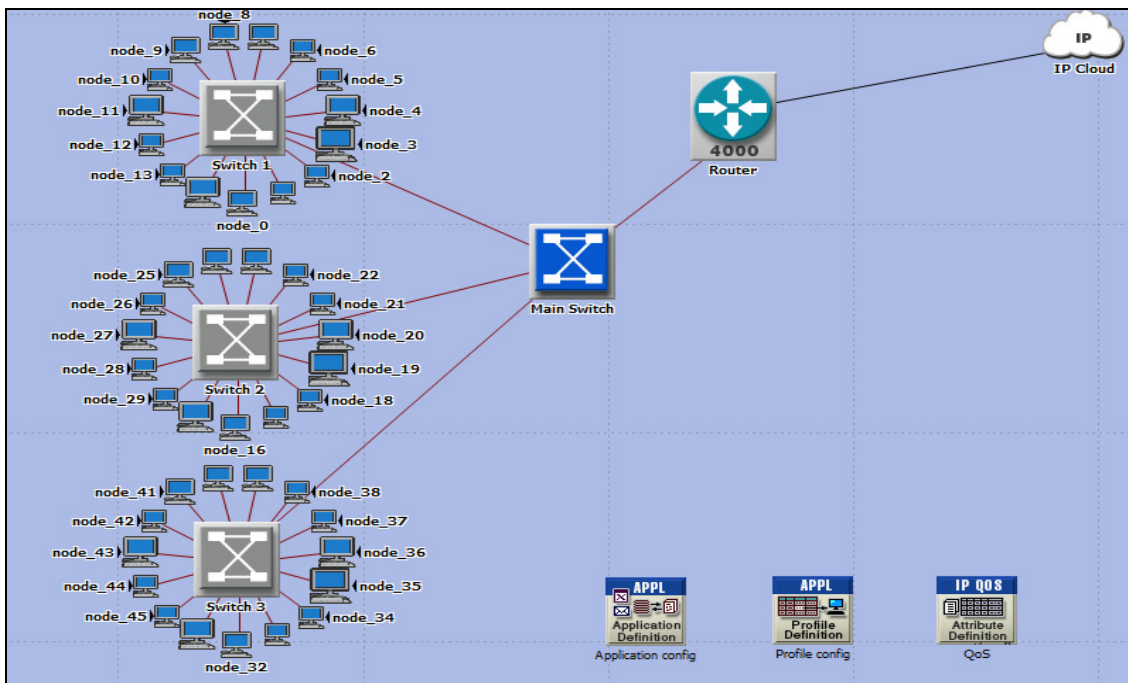 node_8
node_9
node_6
node_10
node_5
node_11
node_4
node_12
node_3
node_13
node_2
Switch 1
node_0
node_25
node_22
node_26
node_21
node_27
node_20
node_28
node_19
node_29
node_18
Switch 2
node_16
node_41
node_38
node_42
node_37
node_43
node_36
node_44
node_35
node_45
node_34
Switch 3
node_32
Main Switch
4000
Router
IP
IP Cloud
APPL
Application
Definition
Application config
APPL
Profile
Definition
Profile config
IP QOS
Attribute
Definition
QoS